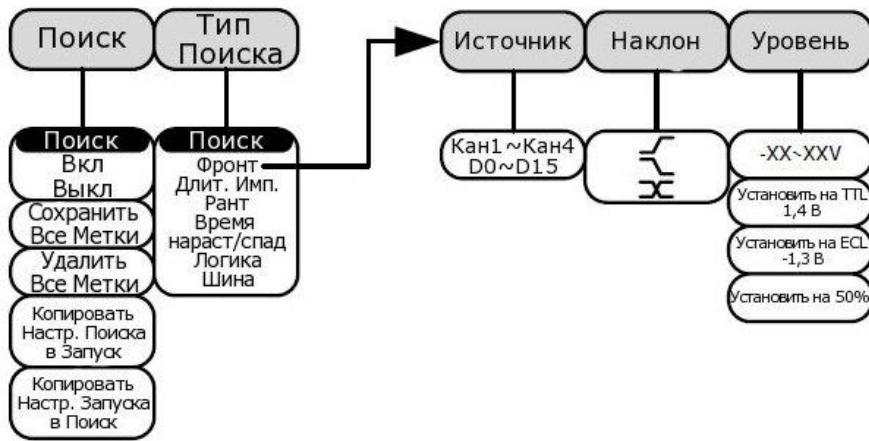 Поиск
Тип
Поиска
Источник
Наклон
Уровень
Поиск
Вкл
Выкл
Сохранить
Все Метки
Удалить
Все Метки
Копировать
Настр. Поиска
в Запуск
Копировать
Настр. Запуска
в Поиск
Поиск
Фронт
Длит. Имп.
Рант
Время
нараст/спад
Логика
Шина
Кан1~Кан4
D0~D15
-XX~XXV
Установить на TTL
1,4 В
Установить на ECL
-1,3 В
Установить на 50%